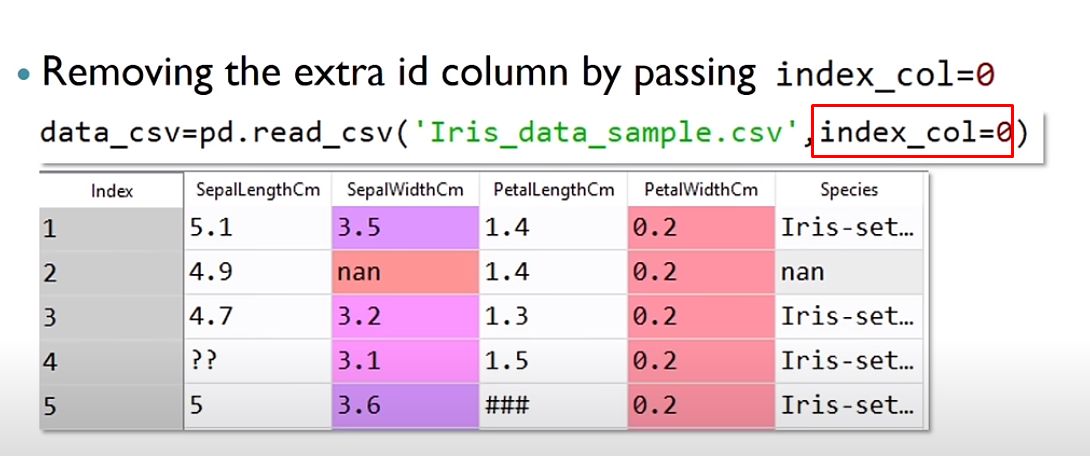 • Removing the extra id column by passing index_col=0
data_csv=pd.read_csv('Iris_data_sample.csv',index_col=0)
Index SepalLengthCm SepalWidthCm PetalLengthCm PetalWidthCm Species
1 5.1 3.5 1.4 0.2 Iris-set…
2 4.9 nan 1.4 0.2 nan
3 4.7 3.2 1.3 0.2 Iris-set…
4 ?? 3.1 1.5 0.2 Iris-set…
5 5 3.6 ### 0.2 Iris-set…